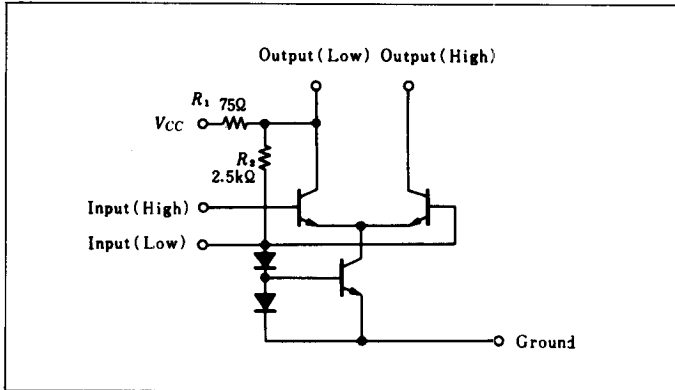 Output(Low) Output(High)
R₁ 75Ω
VCC
R₂
2.5kΩ
Input(High)
Input(Low)
Ground